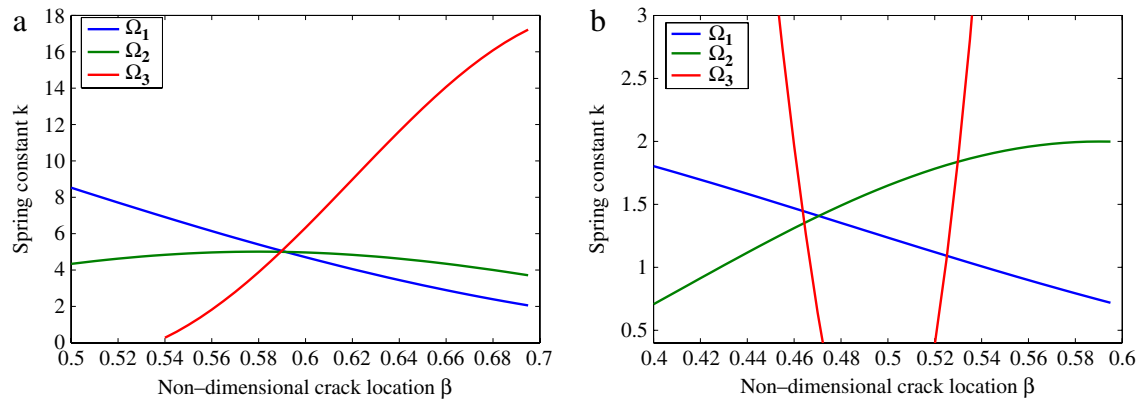 a
Ω1
Ω2
Ω3
18
16
14
12
10
8
6
4
2
0
Spring constant k
0.5 0.52 0.54 0.56 0.58 0.6 0.62 0.64 0.66 0.68 0.7
Non–dimensional crack location β
b
Ω1
Ω2
Ω3
3
2.5
2
1.5
1
0.5
Spring constant k
0.4 0.42 0.44 0.46 0.48 0.5 0.52 0.54 0.56 0.58 0.6
Non–dimensional crack location β